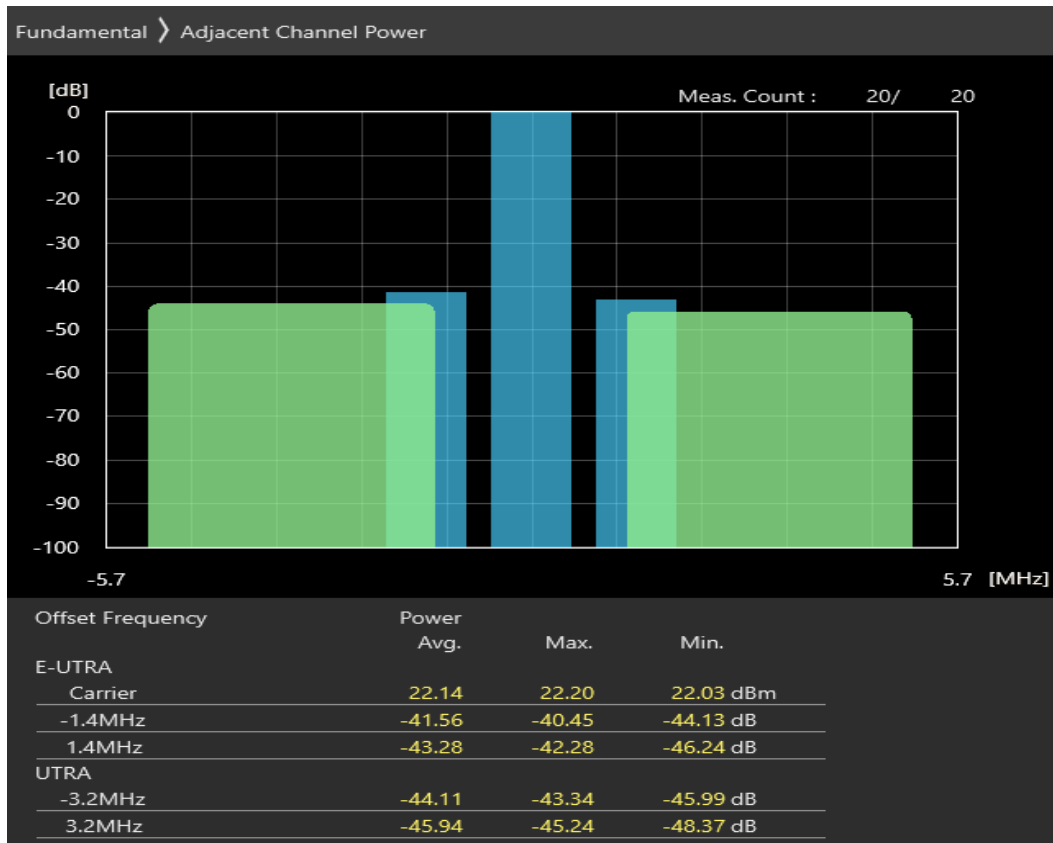 Fundamental 〉 Adjacent Channel Power
[dB]
Meas. Count : 20/ 20
0
-10
-20
-30
-40
-50
-60
-70
-80
-90
-100
-5.7 5.7 [MHz]
Offset Frequency Power
Avg. Max. Min.
E-UTRA
Carrier 22.14 22.20 22.03 dBm
-1.4MHz -41.56 -40.45 -44.13 dB
1.4MHz -43.28 -42.28 -46.24 dB
UTRA
-3.2MHz -44.11 -43.34 -45.99 dB
3.2MHz -45.94 -45.24 -48.37 dB